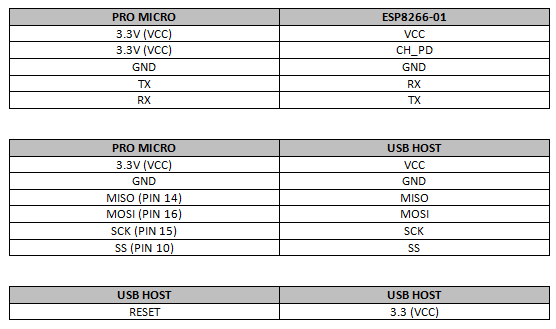 PRO MICRO ESP8266-01
3.3V (VCC) VCC
3.3V (VCC) CH_PD
GND GND
TX RX
RX TX
PRO MICRO USB HOST
3.3V (VCC) VCC
GND GND
MISO (PIN 14) MISO
MOSI (PIN 16) MOSI
SCK (PIN 15) SCK
SS (PIN 10) SS
USB HOST USB HOST
RESET 3.3 (VCC)